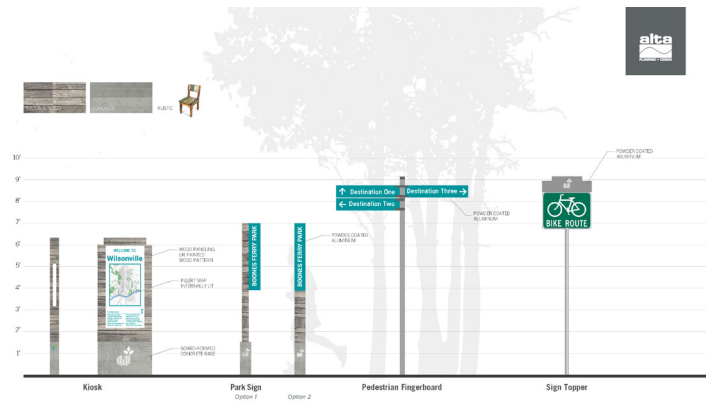 alta
PLANNING + DESIGN
RUSTIC
10'
9'
8'
7'
6'
5'
4'
3'
2'
1'
WELCOME TO
Wilsonville
WOOD PANELING
OR PAINTED
WOOD PATTERN
INSERT MAP
INTERNALLY LIT
BOARD-FORMED
CONCRETE BASE
BOONES FERRY PARK
BOONES FERRY PARK
POWDER COATED
ALUMINUM
↑ Destination One
← Destination Two
Destination Three →
POWDER COATED
ALUMINUM
POWDER COATED
ALUMINUM
BIKE ROUTE
Kiosk
Park Sign
Option 1
Option 2
Pedestrian Fingerboard
Sign Topper